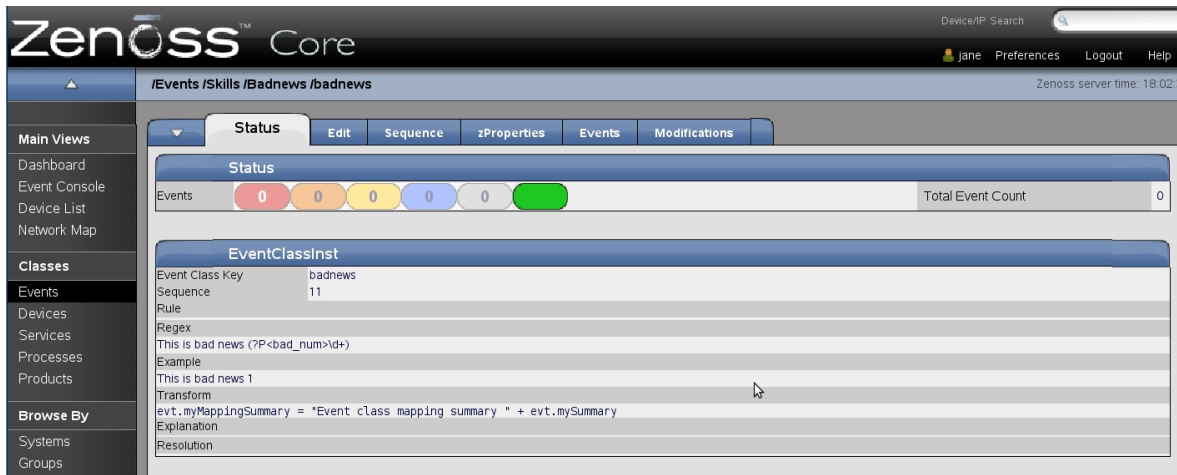 Zenoss™ Core
Device/IP Search
jane Preferences Logout Help
/Events /Skills /Badnews /badnews
Zenoss server time: 18:02:
Main Views
Dashboard
Event Console
Device List
Network Map
Classes
Events
Devices
Services
Processes
Products
Browse By
Systems
Groups
Status Edit Sequence zProperties Events Modifications
Status
Events 0 0 0 0 0 Total Event Count 0
EventClassInst
Event Class Key badnews
Sequence 11
Rule
Regex
This is bad news (?P<bad_num>\d+)
Example
This is bad news 1
Transform
evt.myMappingSummary = "Event class mapping summary " + evt.mySummary
Explanation
Resolution